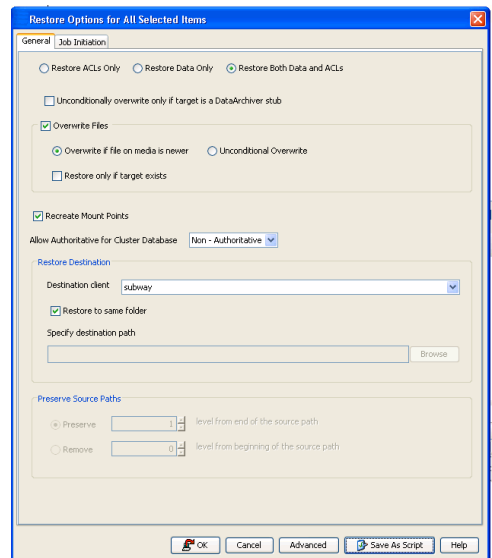 Restore Options for All Selected Items
General Job Initiation
Restore ACLs Only Restore Data Only Restore Both Data and ACLs
Unconditionally overwrite only if target is a DataArchiver stub
Overwrite Files
Overwrite if file on media is newer Unconditional Overwrite
Restore only if target exists
Recreate Mount Points
Allow Authoritative for Cluster Database Non - Authoritative
Restore Destination
Destination client subway
Restore to same folder
Specify destination path
Browse
Preserve Source Paths
Preserve 1 level from end of the source path
Remove 0 level from beginning of the source path
OK Cancel Advanced Save As Script Help